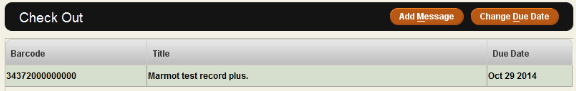 Check Out Add Message Change Due Date
Barcode Title Due Date
34372000000000 Marmot test record plus. Oct 29 2014